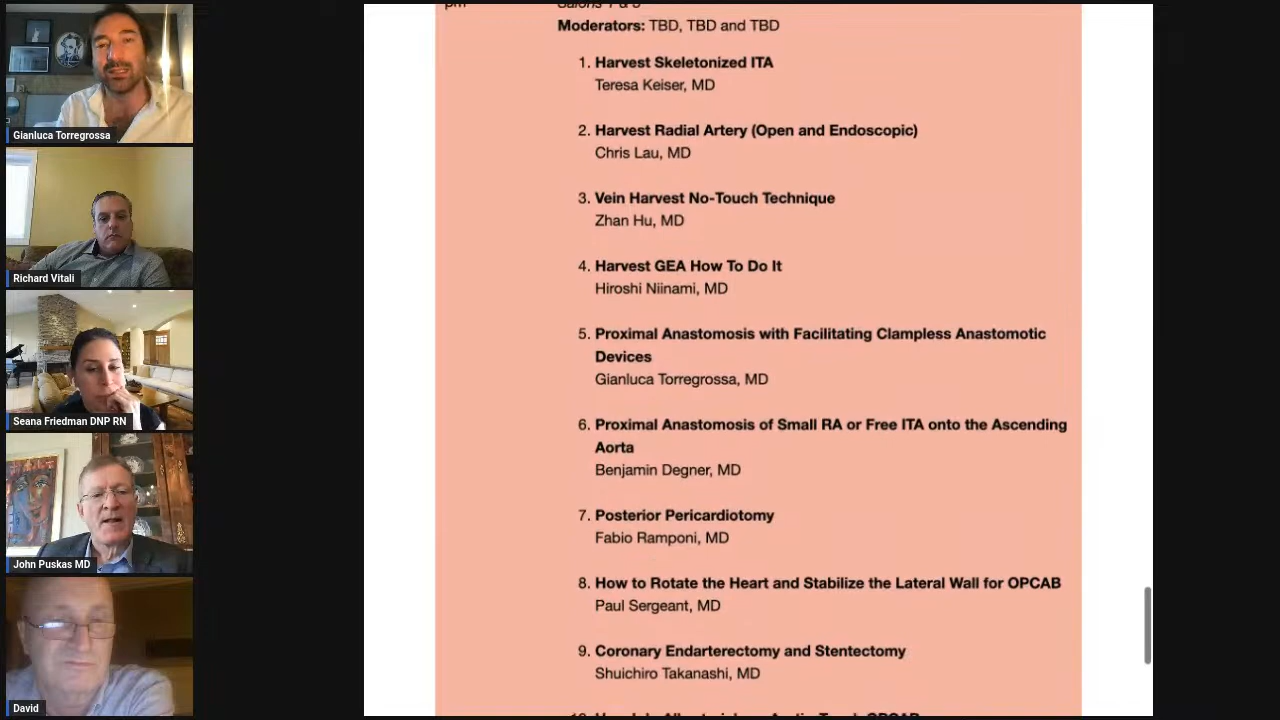 Gianluca Torregrossa
Richard Vitali
Seana Friedman DNP RN
John Puskas MD
David
pm
Moderators: TBD, TBD and TBD
1. Harvest Skeletonized ITA
Teresa Keiser, MD
2. Harvest Radial Artery (Open and Endoscopic)
Chris Lau, MD
3. Vein Harvest No-Touch Technique
Zhan Hu, MD
4. Harvest GEA How To Do It
Hiroshi Niinami, MD
5. Proximal Anastomosis with Facilitating Clampless Anastomotic
Devices
Gianluca Torregrossa, MD
6. Proximal Anastomosis of Small RA or Free ITA onto the Ascending
Aorta
Benjamin Degner, MD
7. Posterior Pericardiotomy
Fabio Ramponi, MD
8. How to Rotate the Heart and Stabilize the Lateral Wall for OPCAB
Paul Sergeant, MD
9. Coronary Endarterectomy and Stentectomy
Shuichiro Takanashi, MD